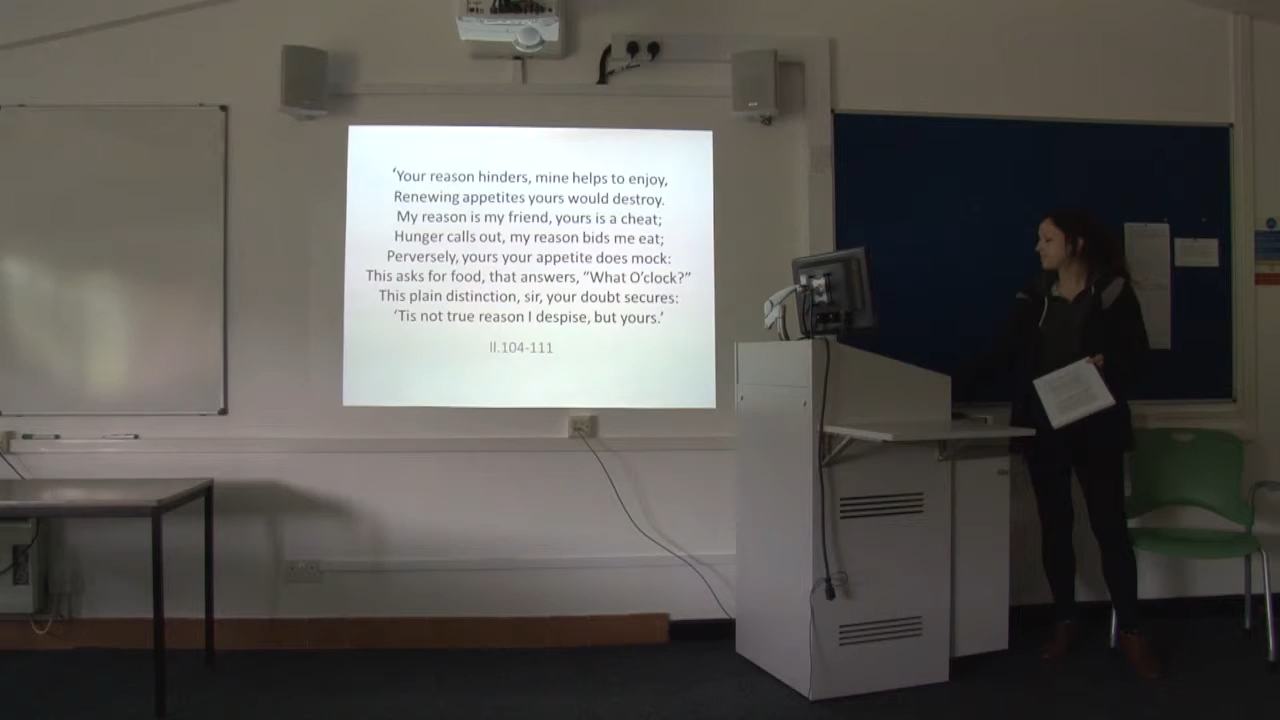 ‘Your reason hinders, mine helps to enjoy,
Renewing appetites yours would destroy.
My reason is my friend, yours is a cheat;
Hunger calls out, my reason bids me eat;
Perversely, yours your appetite does mock:
This asks for food, that answers, “What O’clock?”
This plain distinction, sir, your doubt secures:
‘Tis not true reason I despise, but yours.’
ll.104-111